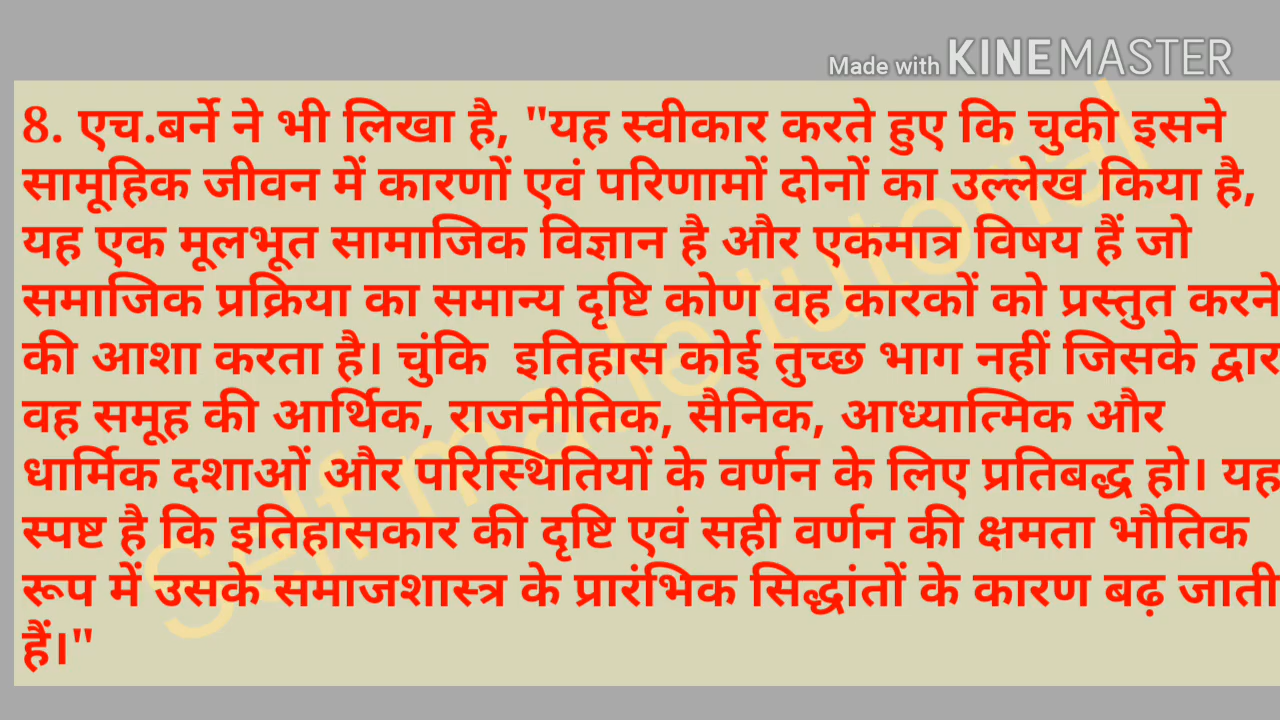 Made with KINEMASTER
8. एच.बर्ने ने भी लिखा है, "यह स्वीकार करते हुए कि चुकी इसने
सामूहिक जीवन में कारणों एवं परिणामों दोनों का उल्लेख किया है,
यह एक मूलभूत सामाजिक विज्ञान है और एकमात्र विषय हैं जो
समाजिक प्रक्रिया का समान्य दृष्टि कोण वह कारकों को प्रस्तुत करने
की आशा करता है। चुंकि इतिहास कोई तुच्छ भाग नहीं जिसके द्वार
वह समूह की आर्थिक, राजनीतिक, सैनिक, आध्यात्मिक और
धार्मिक दशाओं और परिस्थितियों के वर्णन के लिए प्रतिबद्ध हो। यह
स्पष्ट है कि इतिहासकार की दृष्टि एवं सही वर्णन की क्षमता भौतिक
रूप में उसके समाजशास्त्र के प्रारंभिक सिद्धांतों के कारण बढ़ जाती
हैं।"
Self made tutorial